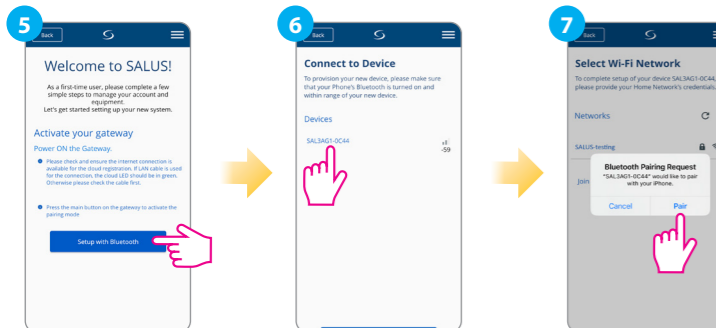 5
Back
Welcome to SALUS!
As a first-time user, please complete a few
simple steps to manage your account and
equipment.
Let's get started setting up your new system.
Activate your gateway
Power ON the Gateway.
Please check and ensure the internet connection is
available for the cloud registration. If LAN cable is used
for the connection, the cloud LED should be in green.
Otherwise please check the cable first.
Press the main button on the gateway to activate the
pairing mode
Setup with Bluetooth
6
Back
Connect to Device
To provision your new device, please make sure
that your Phone's Bluetooth is turned on and
within range of your new device.
Devices
SAL3AG1-0C44
-59
7
Back
Select Wi-Fi Network
To complete setup of your device SAL3AG1-0C44,
please provide your Home Network's credentials.
Networks
SALUS-testing
Join
Bluetooth Pairing Request
"SAL3AG1-0C44" would like to pair
with your iPhone.
Cancel
Pair